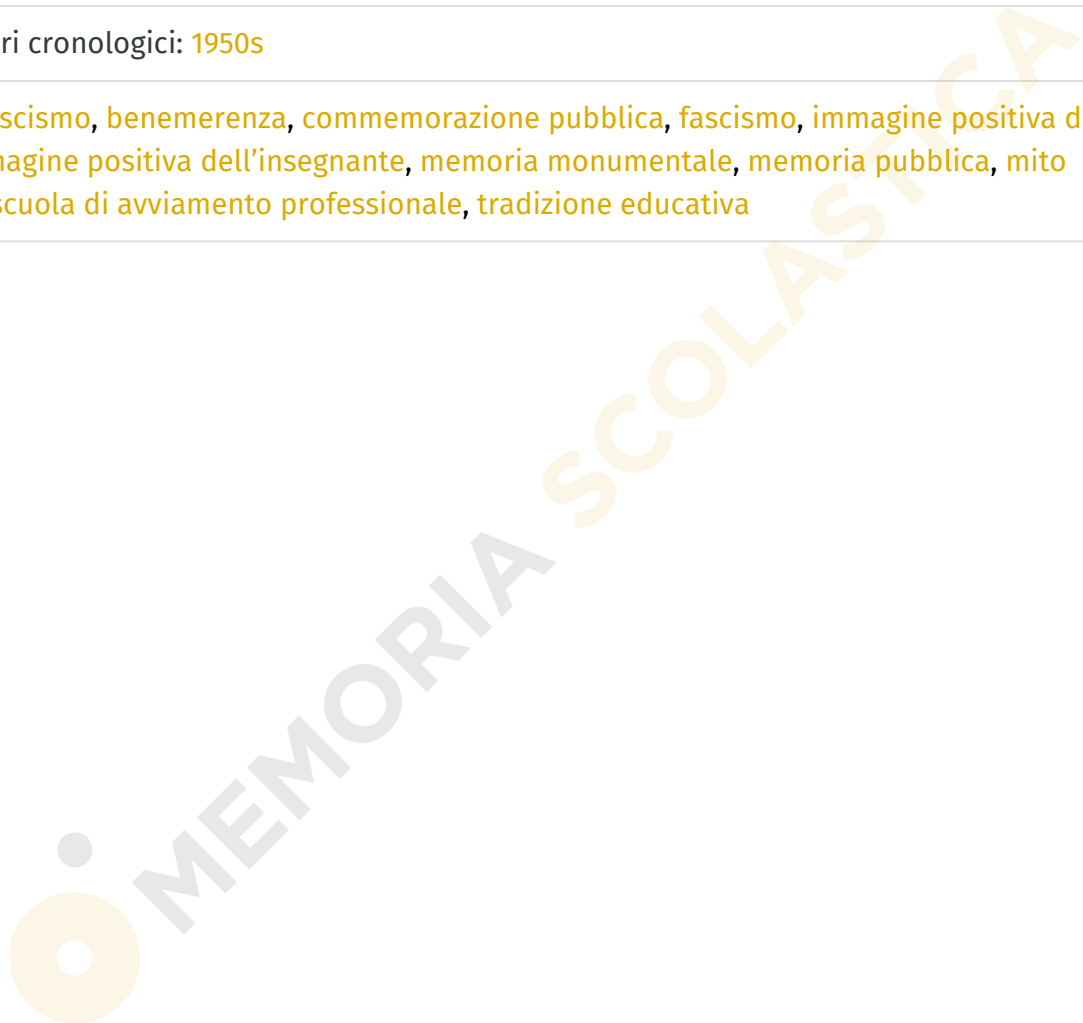 ri cronologici: 1950s
scismo, benemerenza, commemorazione pubblica, fascismo, immagine positiva d
agine positiva dell'insegnante, memoria monumentale, memoria pubblica, mito
scuola di avviamento professionale, tradizione educativa
MEMORIA SCOLASTICA